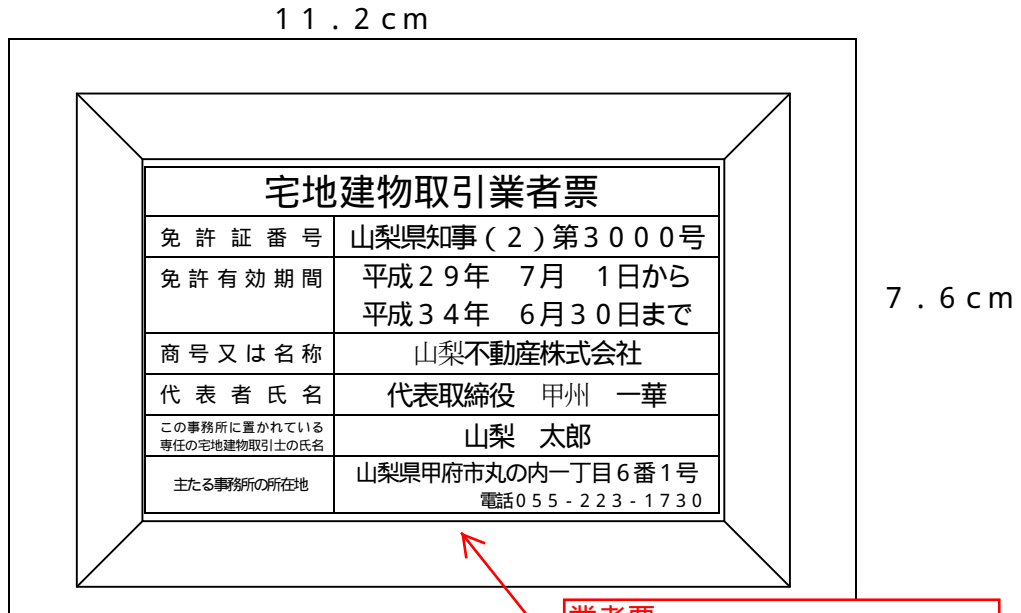 11.2cm
宅地建物取引業者票
免許証番号 山梨県知事(2)第3000号
免許有効期間 平成29年 7月 1日から
平成34年 6月30日まで
商号又は名称 山梨不動産株式会社
代表者氏名 代表取締役 甲州 一華
この事務所に置かれている
専任の宅地建物取引士の氏名 山梨 太郎
主たる事務所の所在地 山梨県甲府市丸の内一丁目6番1号
電話055-223-1730
7.6cm
業者票